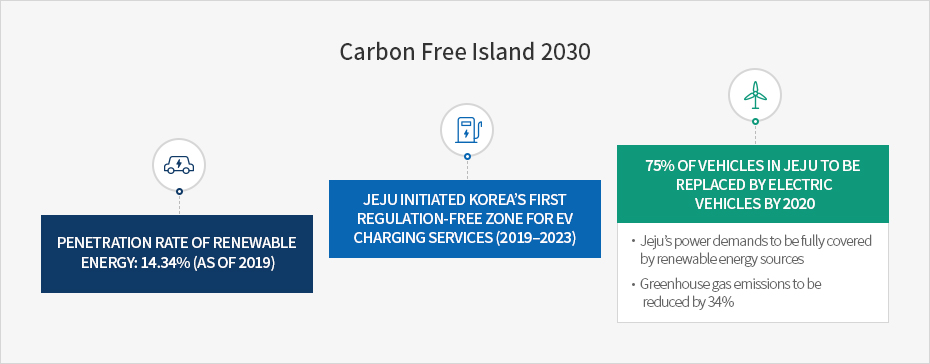 Carbon Free Island 2030
PENETRATION RATE OF RENEWABLE
ENERGY: 14.34% (AS OF 2019)
JEJU INITIATED KOREA’S FIRST
REGULATION-FREE ZONE FOR EV
CHARGING SERVICES (2019–2023)
75% OF VEHICLES IN JEJU TO BE
REPLACED BY ELECTRIC
VEHICLES BY 2020
• Jeju’s power demands to be fully covered
by renewable energy sources
• Greenhouse gas emissions to be
reduced by 34%